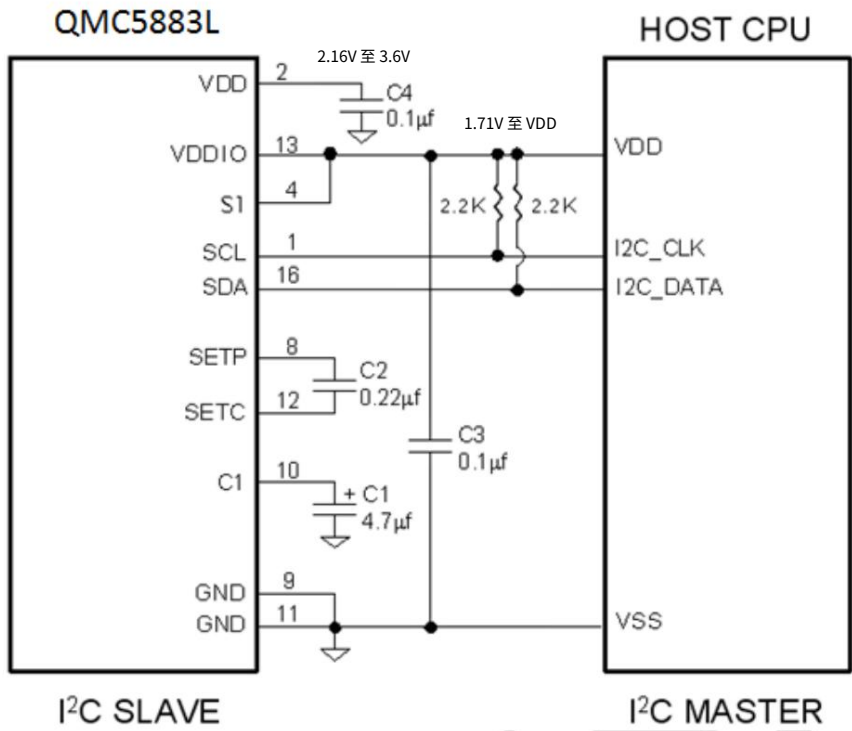 QMC5883L
HOST CPU
2.16V 至 3.6V
VDD
2
C4
0.1µf
1.71V 至 VDD
VDDIO
13
VDD
S1
4
2.2K
2.2K
SCL
1
I2C_CLK
SDA
16
I2C_DATA
SETP
8
C2
0.22µf
SETC
12
C3
0.1µf
C1
10
+ C1
4.7µf
GND
9
GND
11
VSS
I²C SLAVE
I²C MASTER